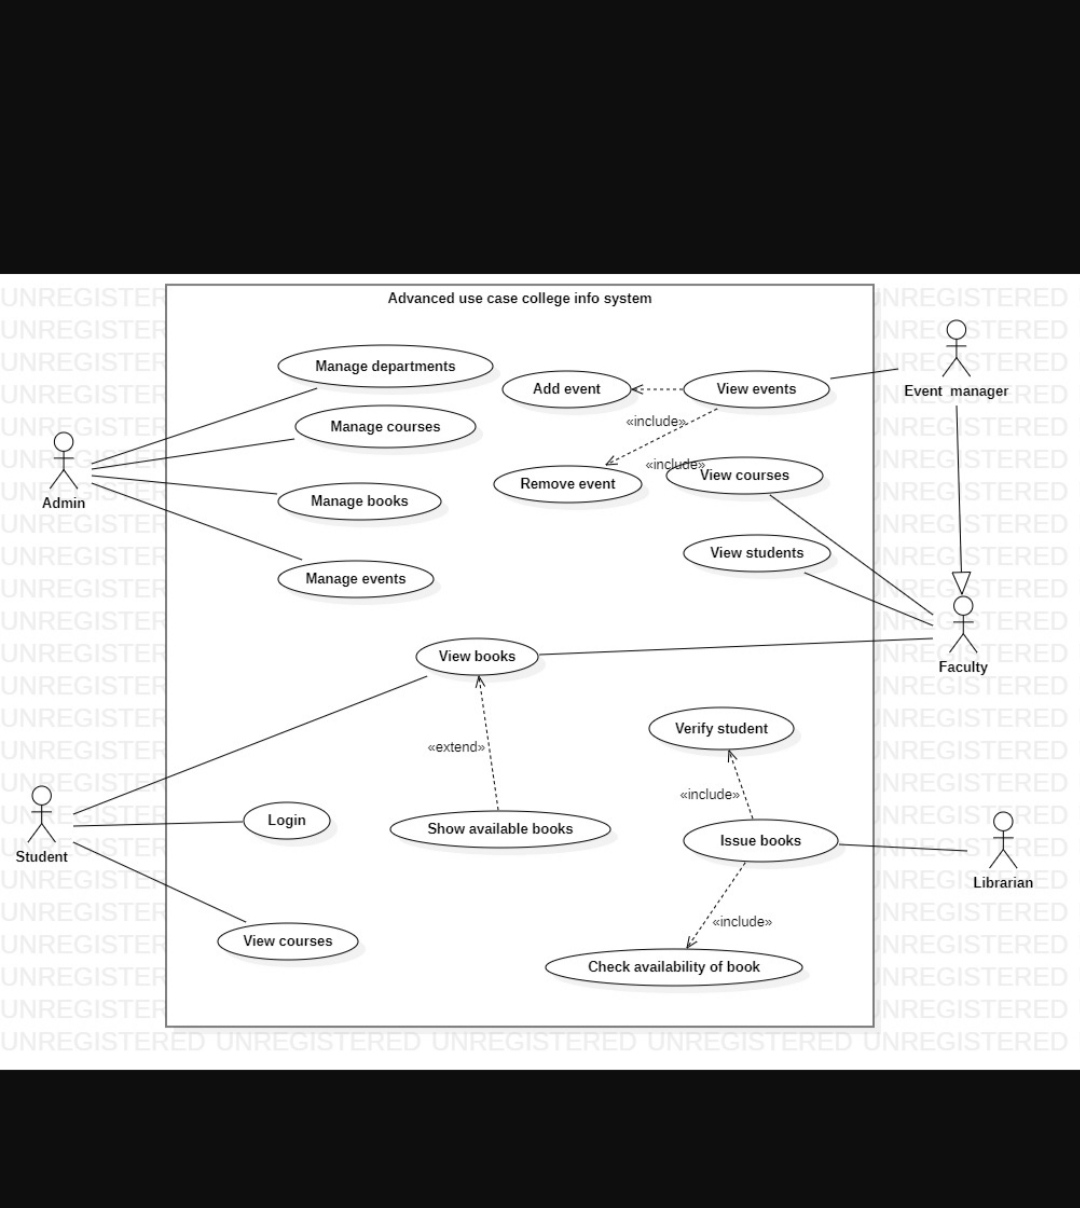 Advanced use case college info system
Manage departments
Add event
View events
Event manager
«include»
Manage courses
Admin
«include»
View courses
Remove event
Manage books
View students
Manage events
View books
Faculty
Verify student
«extend»
«include»
Login
Show available books
Issue books
Student
Librarian
«include»
View courses
Check availability of book
UNREGISTERED UNREGISTERED UNREGISTERED UNREGISTERED UNREGISTERED